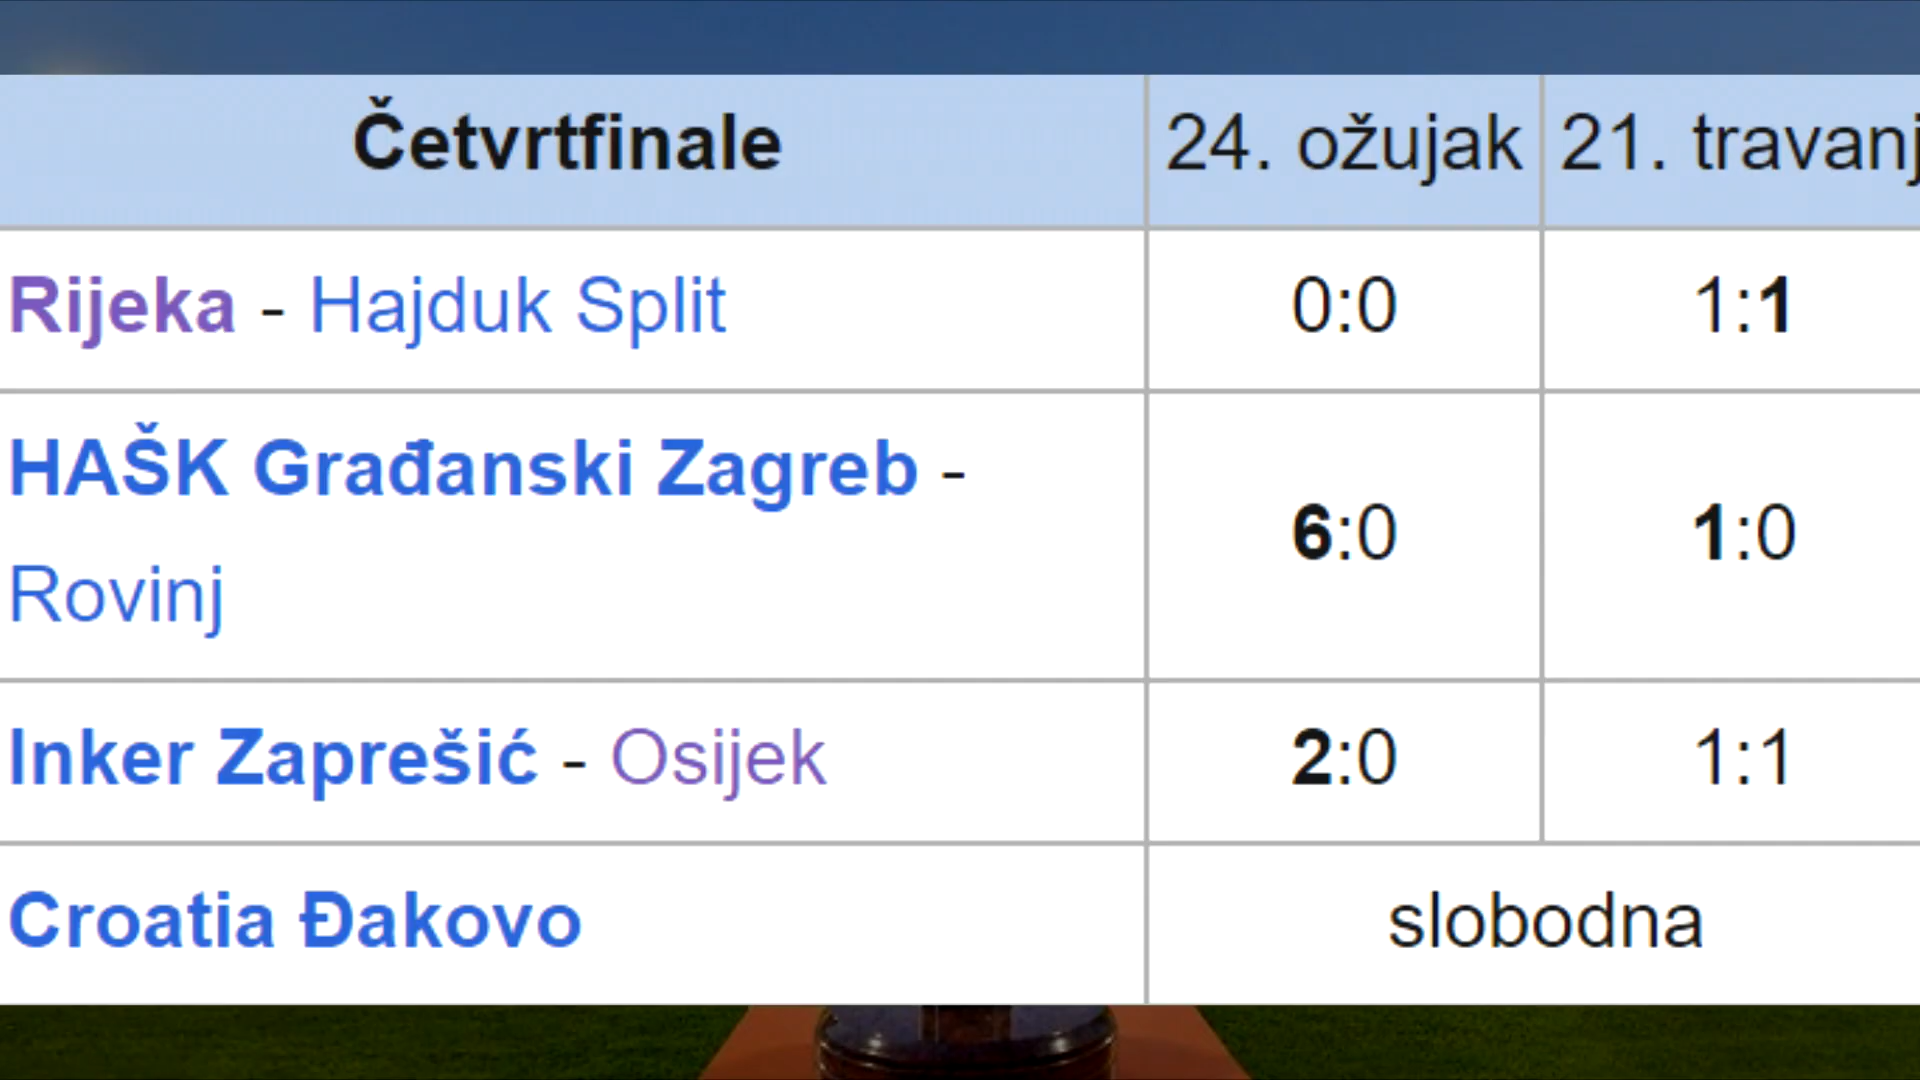 Četvrtfinale 24. ožujak 21. travanj
Rijeka - Hajduk Split 0:0 1:1
HAŠK Građanski Zagreb -
Rovinj 6:0 1:0
Inker Zaprešić - Osijek 2:0 1:1
Croatia Đakovo slobodna